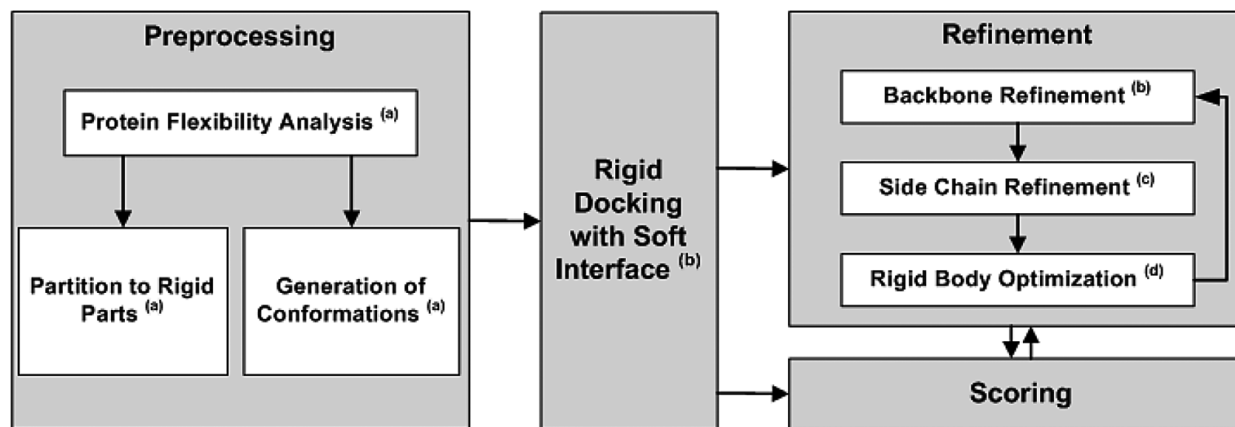 Preprocessing
Protein Flexibility Analysis (a)
Partition to Rigid
Parts (a)
Generation of
Conformations (a)
Rigid
Docking
with Soft
Interface (b)
Refinement
Backbone Refinement (b)
Side Chain Refinement (c)
Rigid Body Optimization (d)
Scoring